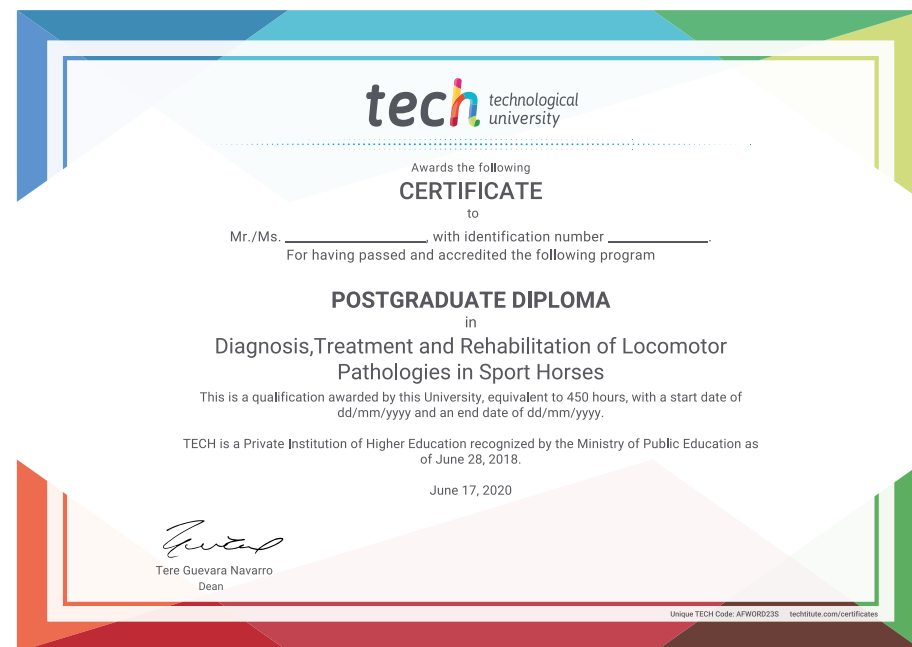 tech technological
university
Awards the following
CERTIFICATE
to
Mr./Ms. ____________________, with identification number ______________.
For having passed and accredited the following program
POSTGRADUATE DIPLOMA
in
Diagnosis,Treatment and Rehabilitation of Locomotor
Pathologies in Sport Horses
This is a qualification awarded by this University, equivalent to 450 hours, with a start date of
dd/mm/yyyy and an end date of dd/mm/yyyy.
TECH is a Private Institution of Higher Education recognized by the Ministry of Public Education as
of June 28, 2018.
June 17, 2020
Tere Guevara Navarro
Dean
Unique TECH Code: AFWORD23S techtitute.com/certificates